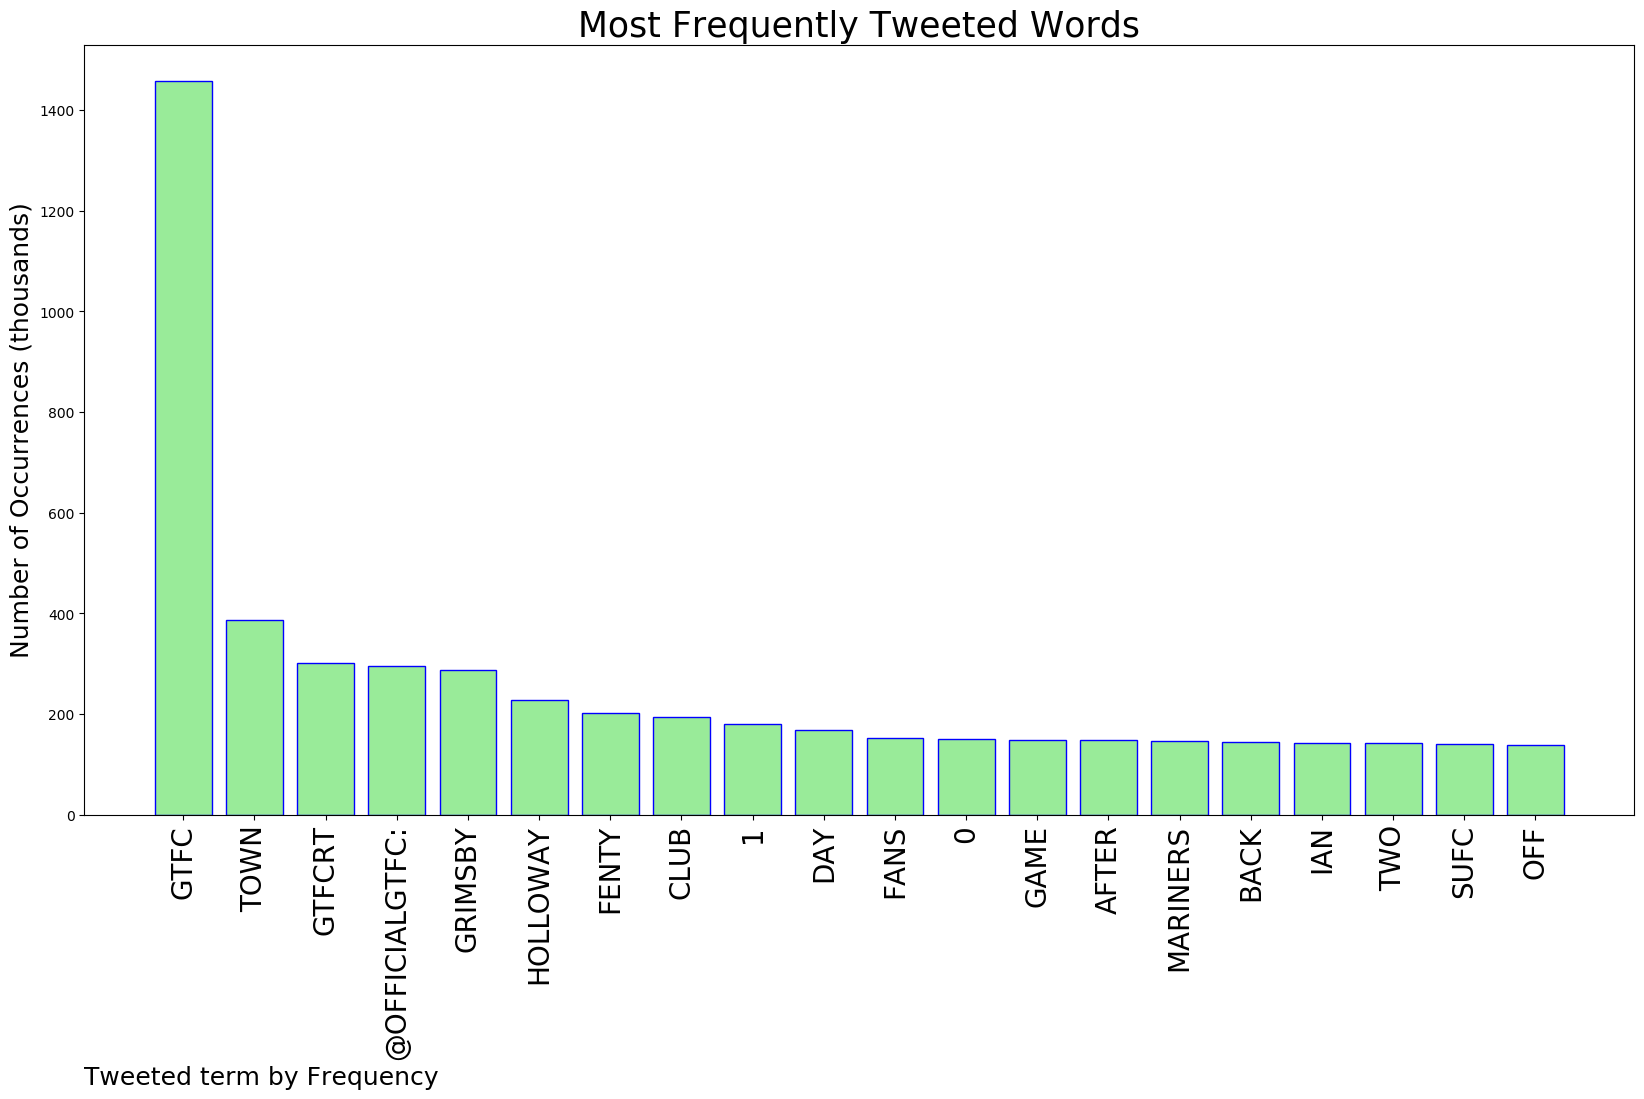 Most Frequently Tweeted Words
Number of Occurrences (thousands)
1400
1200
1000
800
600
400
200
0
GTFC
TOWN
GTFCRT
@OFFICIALGTFC:
GRIMSBY
HOLLOWAY
FENTY
CLUB
1
DAY
FANS
0
GAME
AFTER
MARINERS
BACK
IAN
TWO
SUFC
OFF
Tweeted term by Frequency